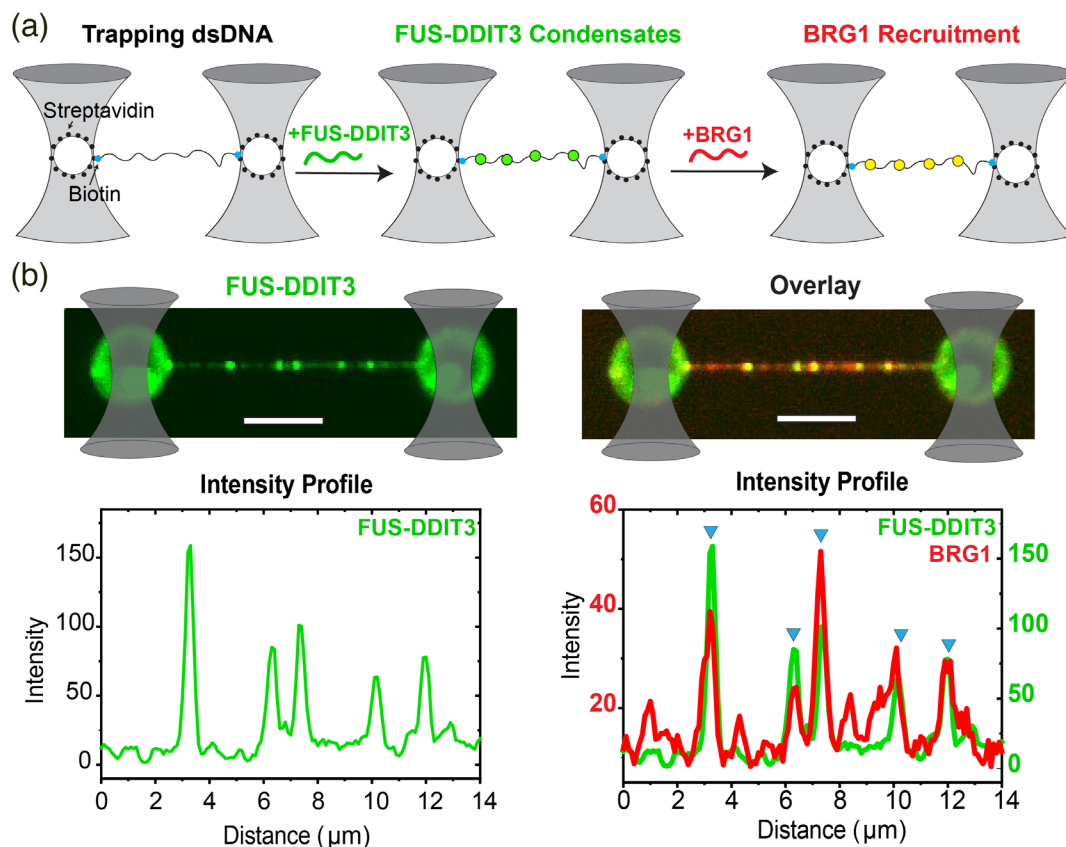 (a)
Trapping dsDNA
FUS-DDIT3 Condensates
BRG1 Recruitment
Streptavidin
Biotin
+FUS-DDIT3
+BRG1
(b)
FUS-DDIT3
Overlay
Intensity Profile
FUS-DDIT3
Intensity
150
100
50
0
0 2 4 6 8 10 12 14
Distance (µm)
Intensity Profile
FUS-DDIT3
BRG1
Intensity
60
40
20
150
100
50
0
0 2 4 6 8 10 12 14
Distance (µm)